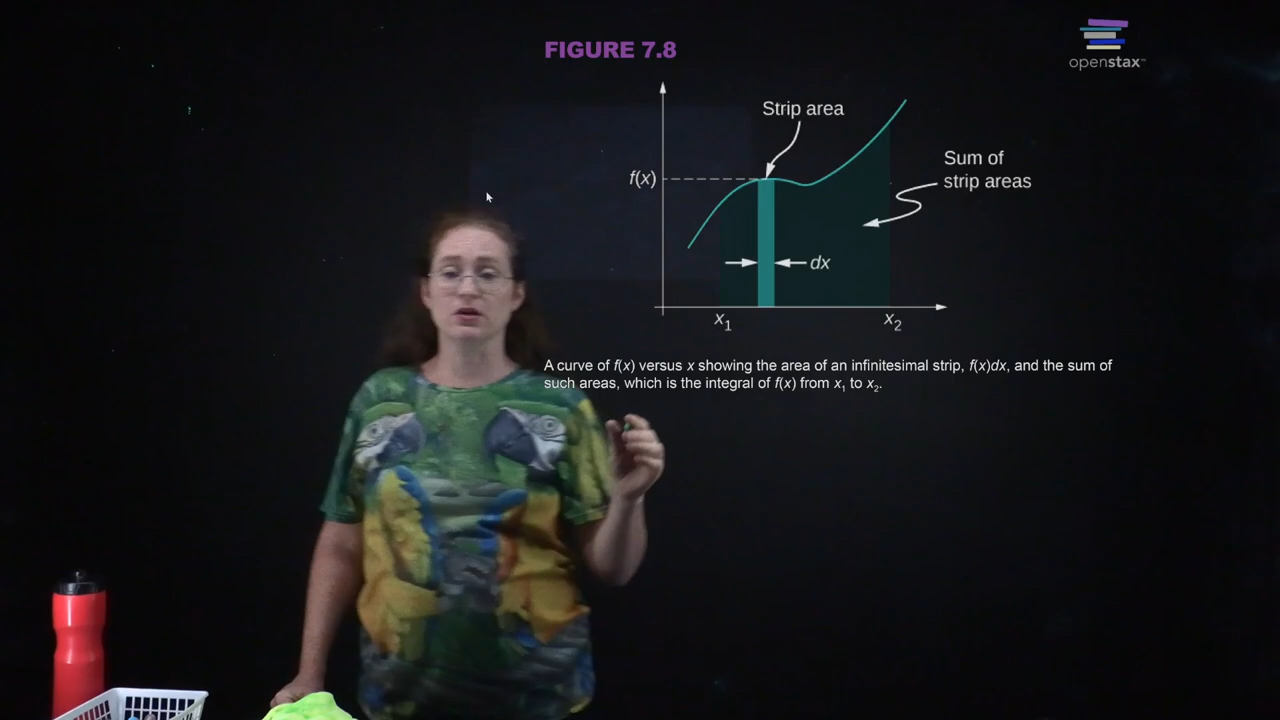 FIGURE 7.8
openstax™
Strip area
f(x)
Sum of
strip areas
dx
x₁
x₂
A curve of f(x) versus x showing the area of an infinitesimal strip, f(x)dx, and the sum of
such areas, which is the integral of f(x) from x₁ to x₂.